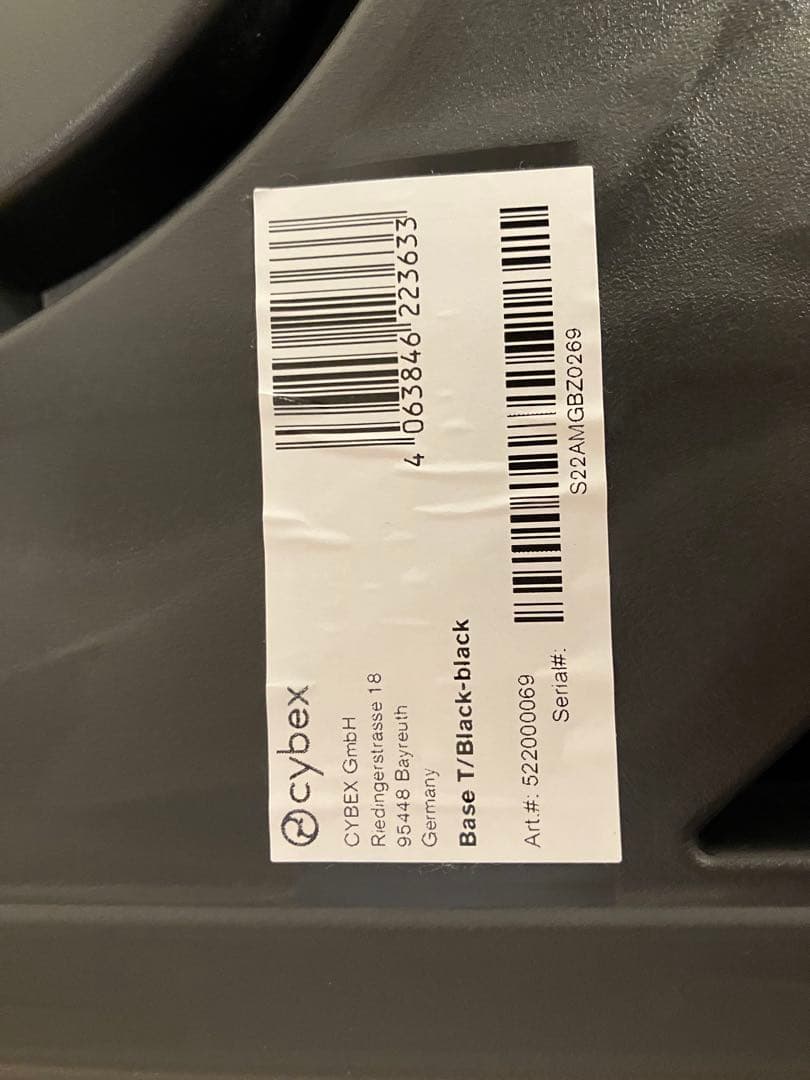 cybex
CYBEX GmbH
Riedingerstrasse 18
95448 Bayreuth
Germany
Base T/Black-black
4 063846 223633
Art.#: 522000069
Serial#:
S22AMGBZ0269